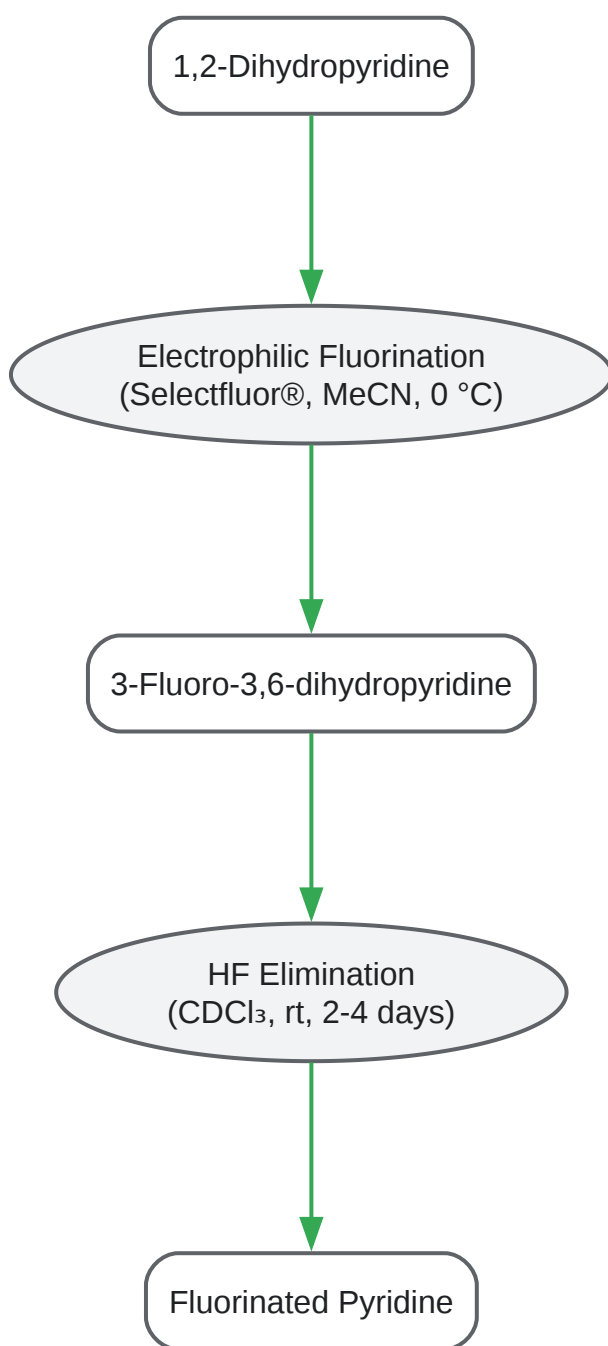 1,2-Dihydropyridine
Electrophilic Fluorination
(Selectfluor®, MeCN, 0 °C)
3-Fluoro-3,6-dihydropyridine
HF Elimination
(CDCl₃, rt, 2-4 days)
Fluorinated Pyridine